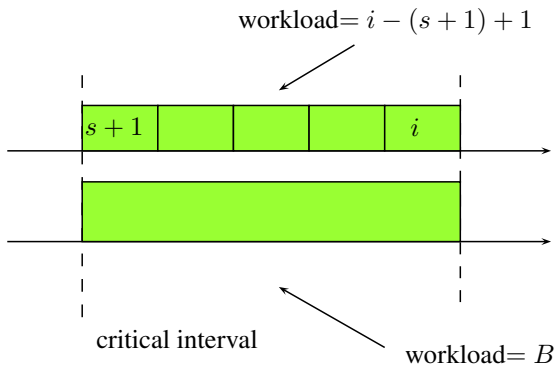 workload= i − (s + 1) + 1
s + 1
i
critical interval
workload= B